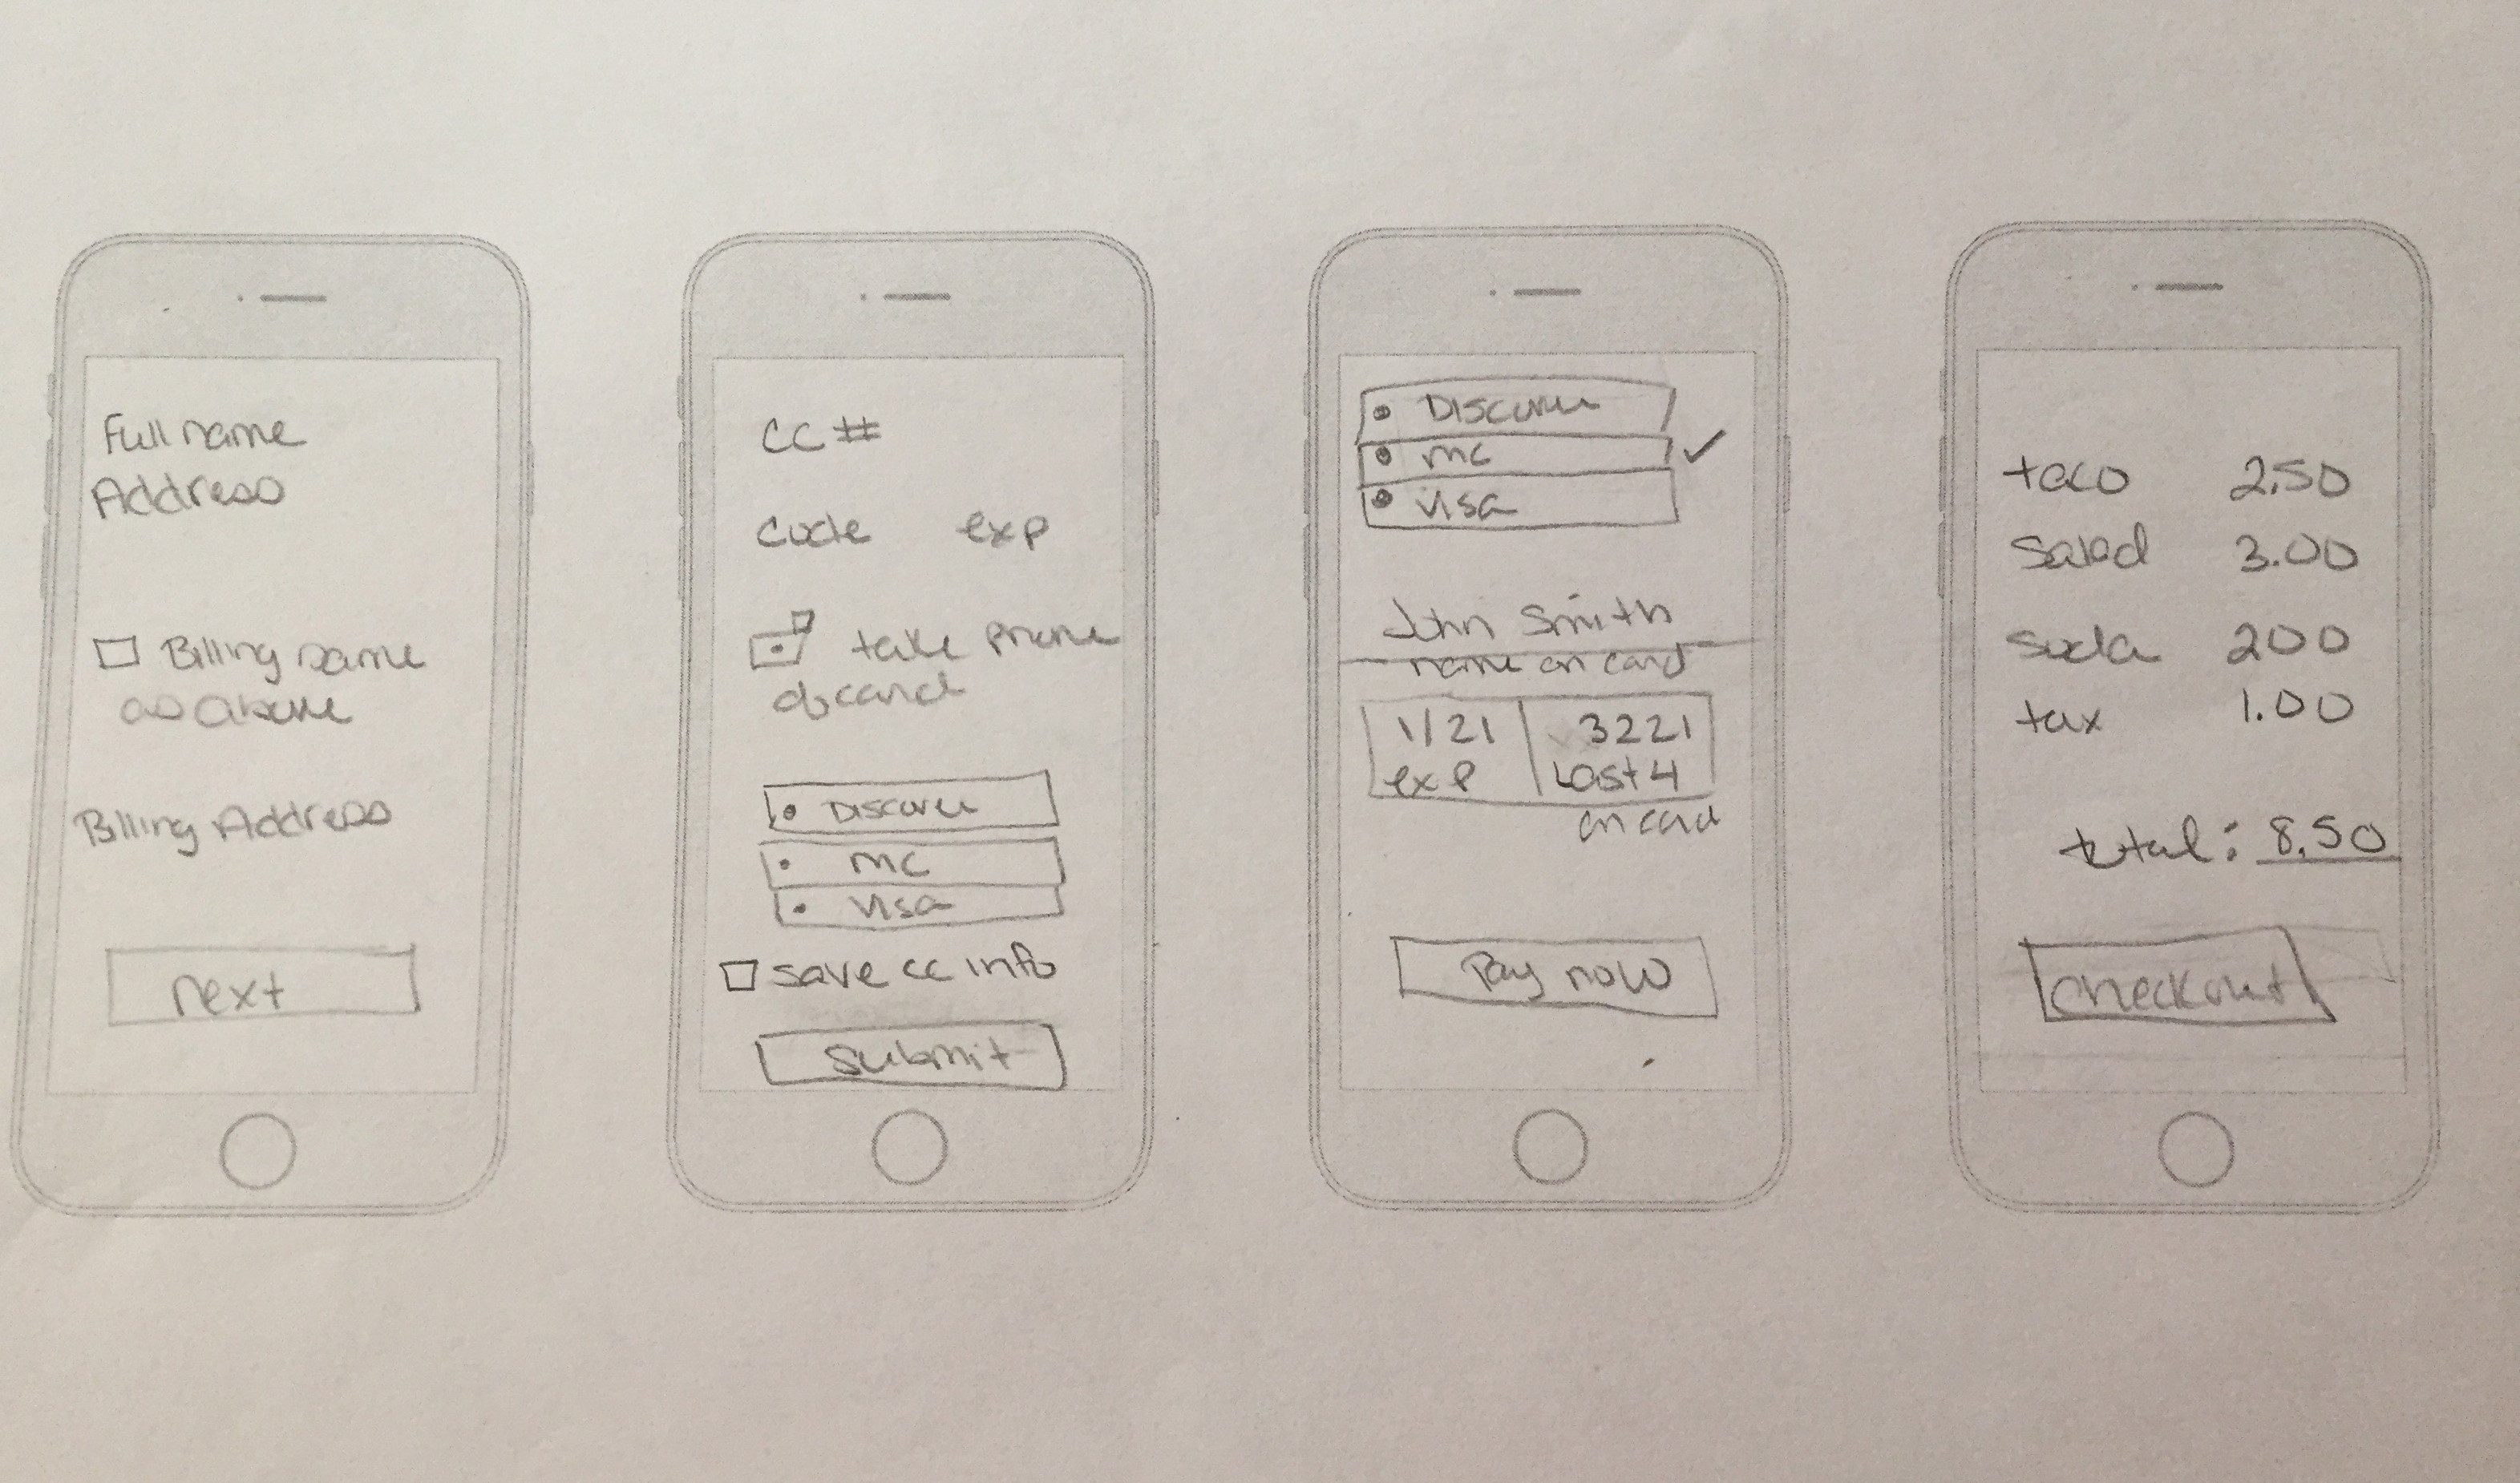 Full name
Address
Billing same
as above
Billing Address
next
CC #
Code exp
take phone
of card
Discover
mc
visa
save cc info
Submit
Discover
mc
visa
John Smith
name on card
1/21 3221
exp Last 4
on card
Pay now
taco 2.50
Salad 3.00
Soda 200
tax 1.00
total: 8.50
checkout